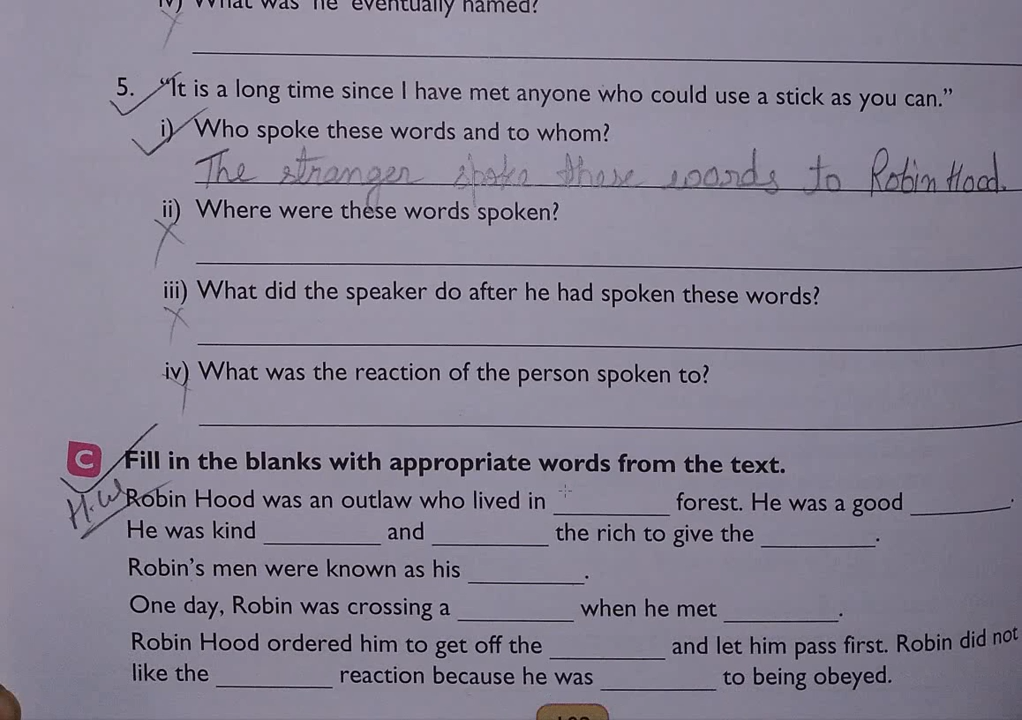 iv) What was he eventually named?
5. "It is a long time since I have met anyone who could use a stick as you can."
i) Who spoke these words and to whom?
The stranger spoke these words to Robin Hood.
ii) Where were these words spoken?
iii) What did the speaker do after he had spoken these words?
iv) What was the reaction of the person spoken to?
C Fill in the blanks with appropriate words from the text.
H.W Robin Hood was an outlaw who lived in ________ forest. He was a good ________.
He was kind ________ and ________ the rich to give the ________.
Robin's men were known as his ________.
One day, Robin was crossing a ________ when he met ________.
Robin Hood ordered him to get off the ________ and let him pass first. Robin did not
like the ________ reaction because he was ________ to being obeyed.